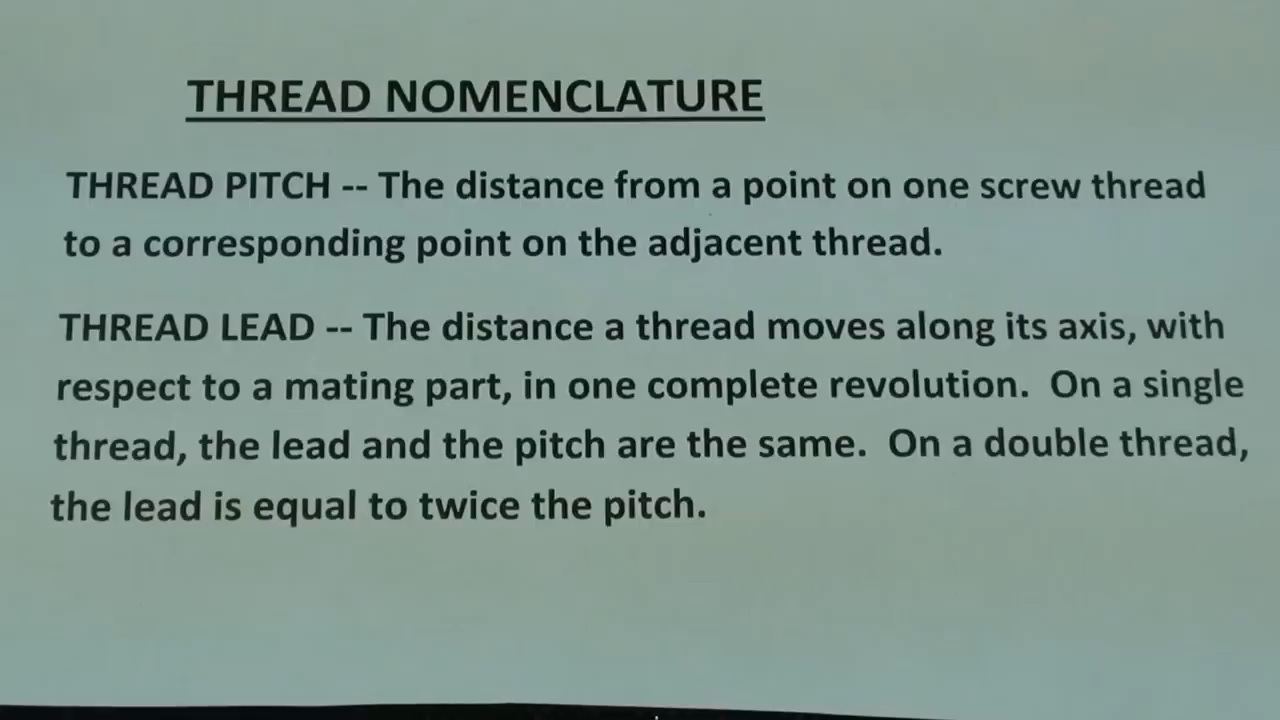 THREAD NOMENCLATURE
THREAD PITCH -- The distance from a point on one screw thread
to a corresponding point on the adjacent thread.
THREAD LEAD -- The distance a thread moves along its axis, with
respect to a mating part, in one complete revolution. On a single
thread, the lead and the pitch are the same. On a double thread,
the lead is equal to twice the pitch.